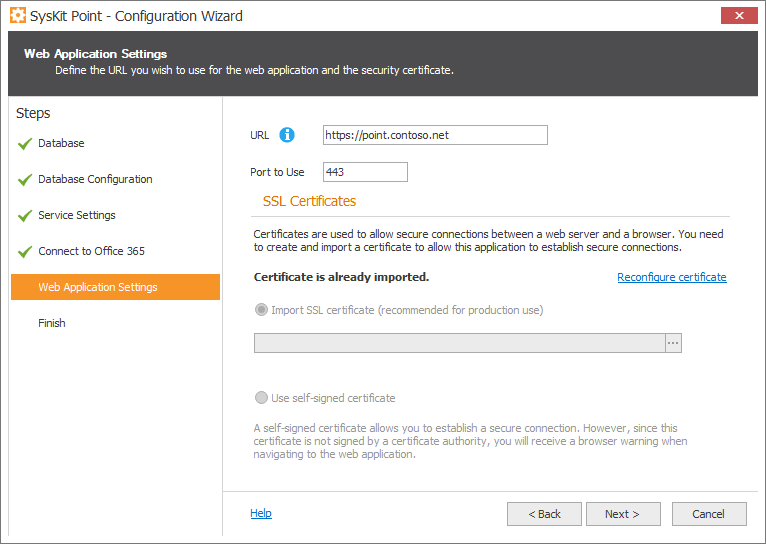 SysKit Point - Configuration Wizard
Web Application Settings
Define the URL you wish to use for the web application and the security certificate.
Steps
Database
Database Configuration
Service Settings
Connect to Office 365
Web Application Settings
Finish
URL https://point.contoso.net
Port to Use 443
SSL Certificates
Certificates are used to allow secure connections between a web server and a browser. You need
to create and import a certificate to allow this application to establish secure connections.
Certificate is already imported. Reconfigure certificate
Import SSL certificate (recommended for production use)
...
Use self-signed certificate
A self-signed certificate allows you to establish a secure connection. However, since this
certificate is not signed by a certificate authority, you will receive a browser warning when
navigating to the web application.
Help < Back Next > Cancel